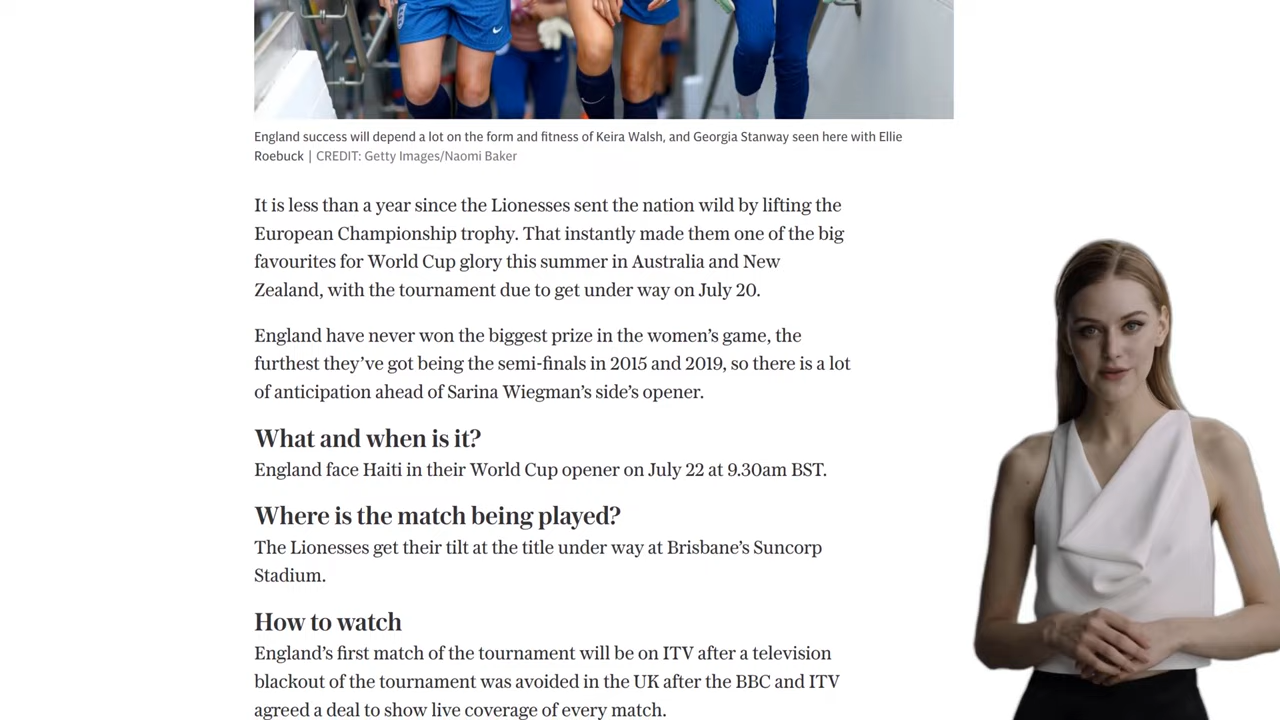 England success will depend a lot on the form and fitness of Keira Walsh, and Georgia Stanway seen here with Ellie
Roebuck | CREDIT: Getty Images/Naomi Baker
It is less than a year since the Lionesses sent the nation wild by lifting the
European Championship trophy. That instantly made them one of the big
favourites for World Cup glory this summer in Australia and New
Zealand, with the tournament due to get under way on July 20.
England have never won the biggest prize in the women’s game, the
furthest they’ve got being the semi-finals in 2015 and 2019, so there is a lot
of anticipation ahead of Sarina Wiegman’s side’s opener.
What and when is it?
England face Haiti in their World Cup opener on July 22 at 9.30am BST.
Where is the match being played?
The Lionesses get their tilt at the title under way at Brisbane’s Suncorp
Stadium.
How to watch
England’s first match of the tournament will be on ITV after a television
blackout of the tournament was avoided in the UK after the BBC and ITV
agreed a deal to show live coverage of every match.